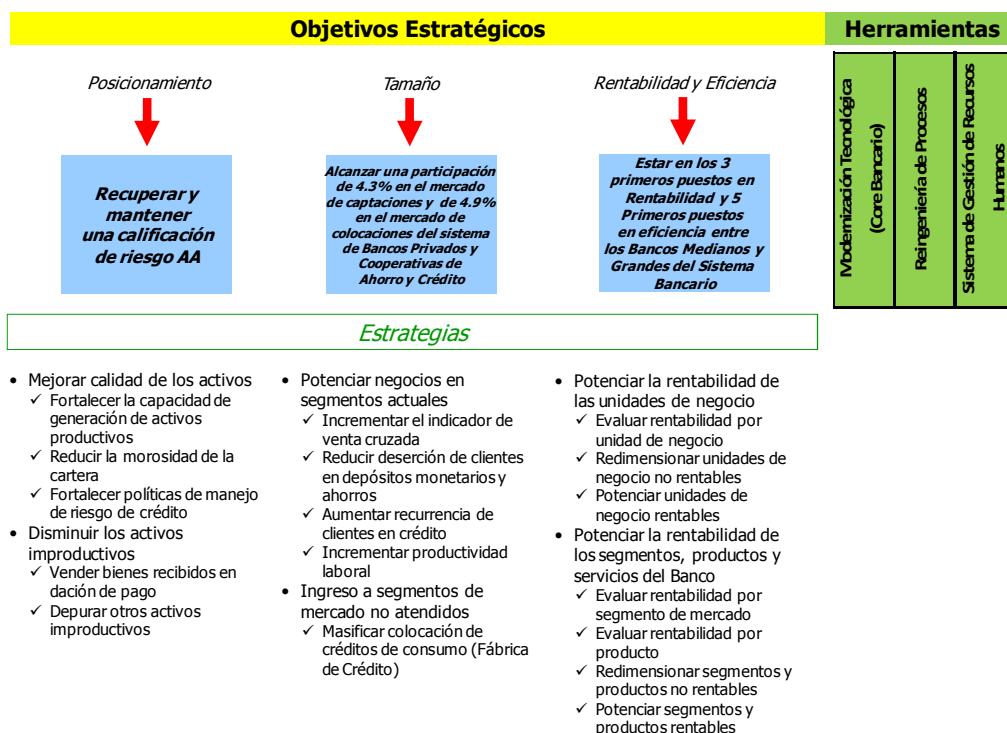 Objetivos Estratégicos
Herramientas
Posicionamiento
Tamaño
Rentabilidad y Eficiencia
Recuperar y
mantener
una calificación
de riesgo AA
Alcanzar una participación
de 4.3% en el mercado
de captaciones y de 4.9%
en el mercado de
colocaciones del sistema
de Bancos Privados y
Cooperativas de
Ahorro y Crédito
Estar en los 3
primeros puestos en
Rentabilidad y 5
Primeros puestos
en eficiencia entre
los Bancos Medianos y
Grandes del Sistema
Bancario
Modernización Tecnológica
(Core Bancario)
Reingeniería de Procesos
Sistema de Gestión de Recursos
Humanos
Estrategias
• Mejorar calidad de los activos
✓ Fortalecer la capacidad de
generación de activos
productivos
✓ Reducir la morosidad de la
cartera
✓ Fortalecer políticas de manejo
de riesgo de crédito
• Disminuir los activos
improductivos
✓ Vender bienes recibidos en
dación de pago
✓ Depurar otros activos
improductivos
• Potenciar negocios en
segmentos actuales
✓ Incrementar el indicador de
venta cruzada
✓ Reducir deserción de clientes
en depósitos monetarios y
ahorros
✓ Aumentar recurrencia de
clientes en crédito
✓ Incrementar productividad
laboral
• Ingreso a segmentos de
mercado no atendidos
✓ Masificar colocación de
créditos de consumo (Fábrica
de Crédito)
• Potenciar la rentabilidad de
las unidades de negocio
✓ Evaluar rentabilidad por
unidad de negocio
✓ Redimensionar unidades de
negocio no rentables
✓ Potenciar unidades de
negocio rentables
• Potenciar la rentabilidad de
los segmentos, productos y
servicios del Banco
✓ Evaluar rentabilidad por
segmento de mercado
✓ Evaluar rentabilidad por
producto
✓ Redimensionar segmentos y
productos no rentables
✓ Potenciar segmentos y
productos rentables